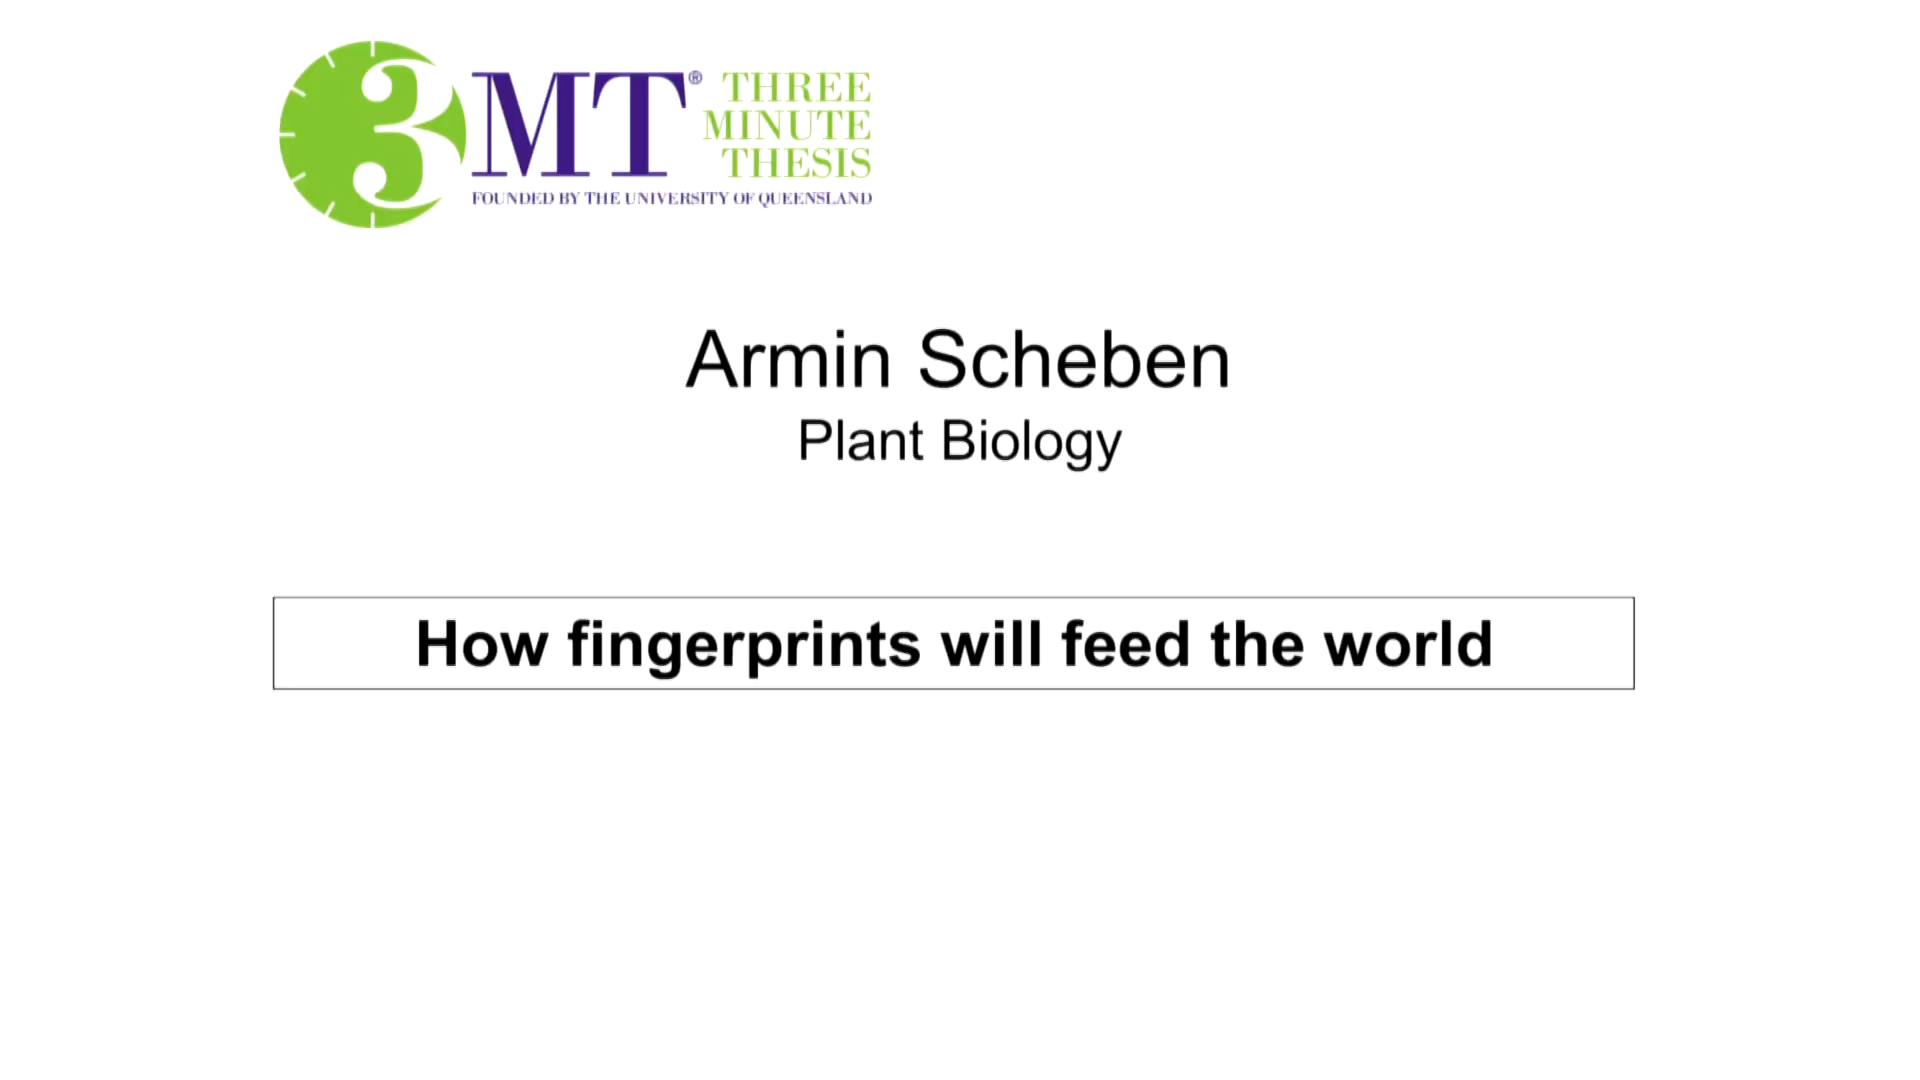 3MT® THREE
MINUTE
THESIS
FOUNDED BY THE UNIVERSITY OF QUEENSLAND
Armin Scheben
Plant Biology
How fingerprints will feed the world